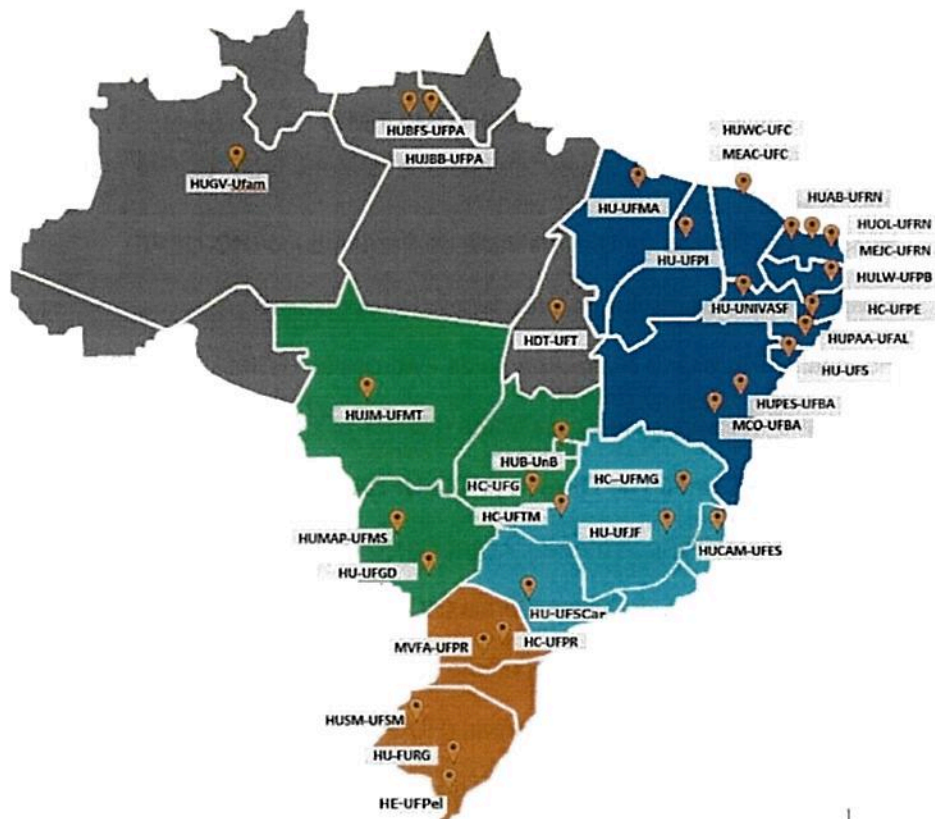 HUBFS-UFPA
HUJBB-UFPA
HUGV-Ufam
HUWC-UFC
MEAC-UFC
HU-UFMA
HUAB-UFRN
HUOL-UFRN
MEJC-UFRN
HU-UFPI
HULW-UFPB
HU-UNIVASF
HC-UFPE
HDT-UFT
HUPAA-UFAL
HU-UFS
HUJM-UFMT
HUPES-UFBA
MCO-UFBA
HUB-UnB
HC-UFG
HC--UFMG
HC-UFTM
HUMAP-UFMS
HU-UFJF
HUCAM-UFES
HU-UFGD
HU-UFSCar
MVFA-UFPR
HC-UFPR
HUSM-UFSM
HU-FURG
HE-UFPel